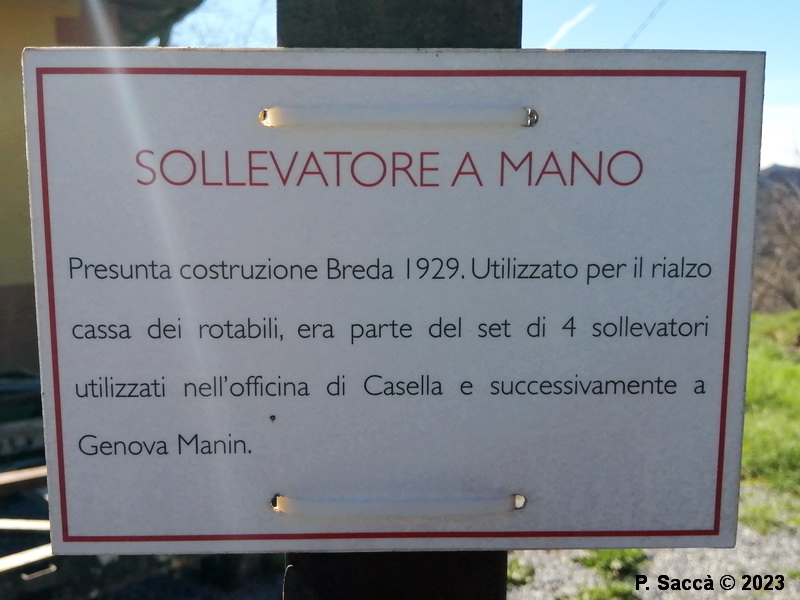 SOLLEVATORE A MANO
Presunta costruzione Breda 1929. Utilizzato per il rialzo
cassa dei rotabili, era parte del set di 4 sollevatori
utilizzati nell'officina di Casella e successivamente a
Genova Manin.
P. Saccà © 2023